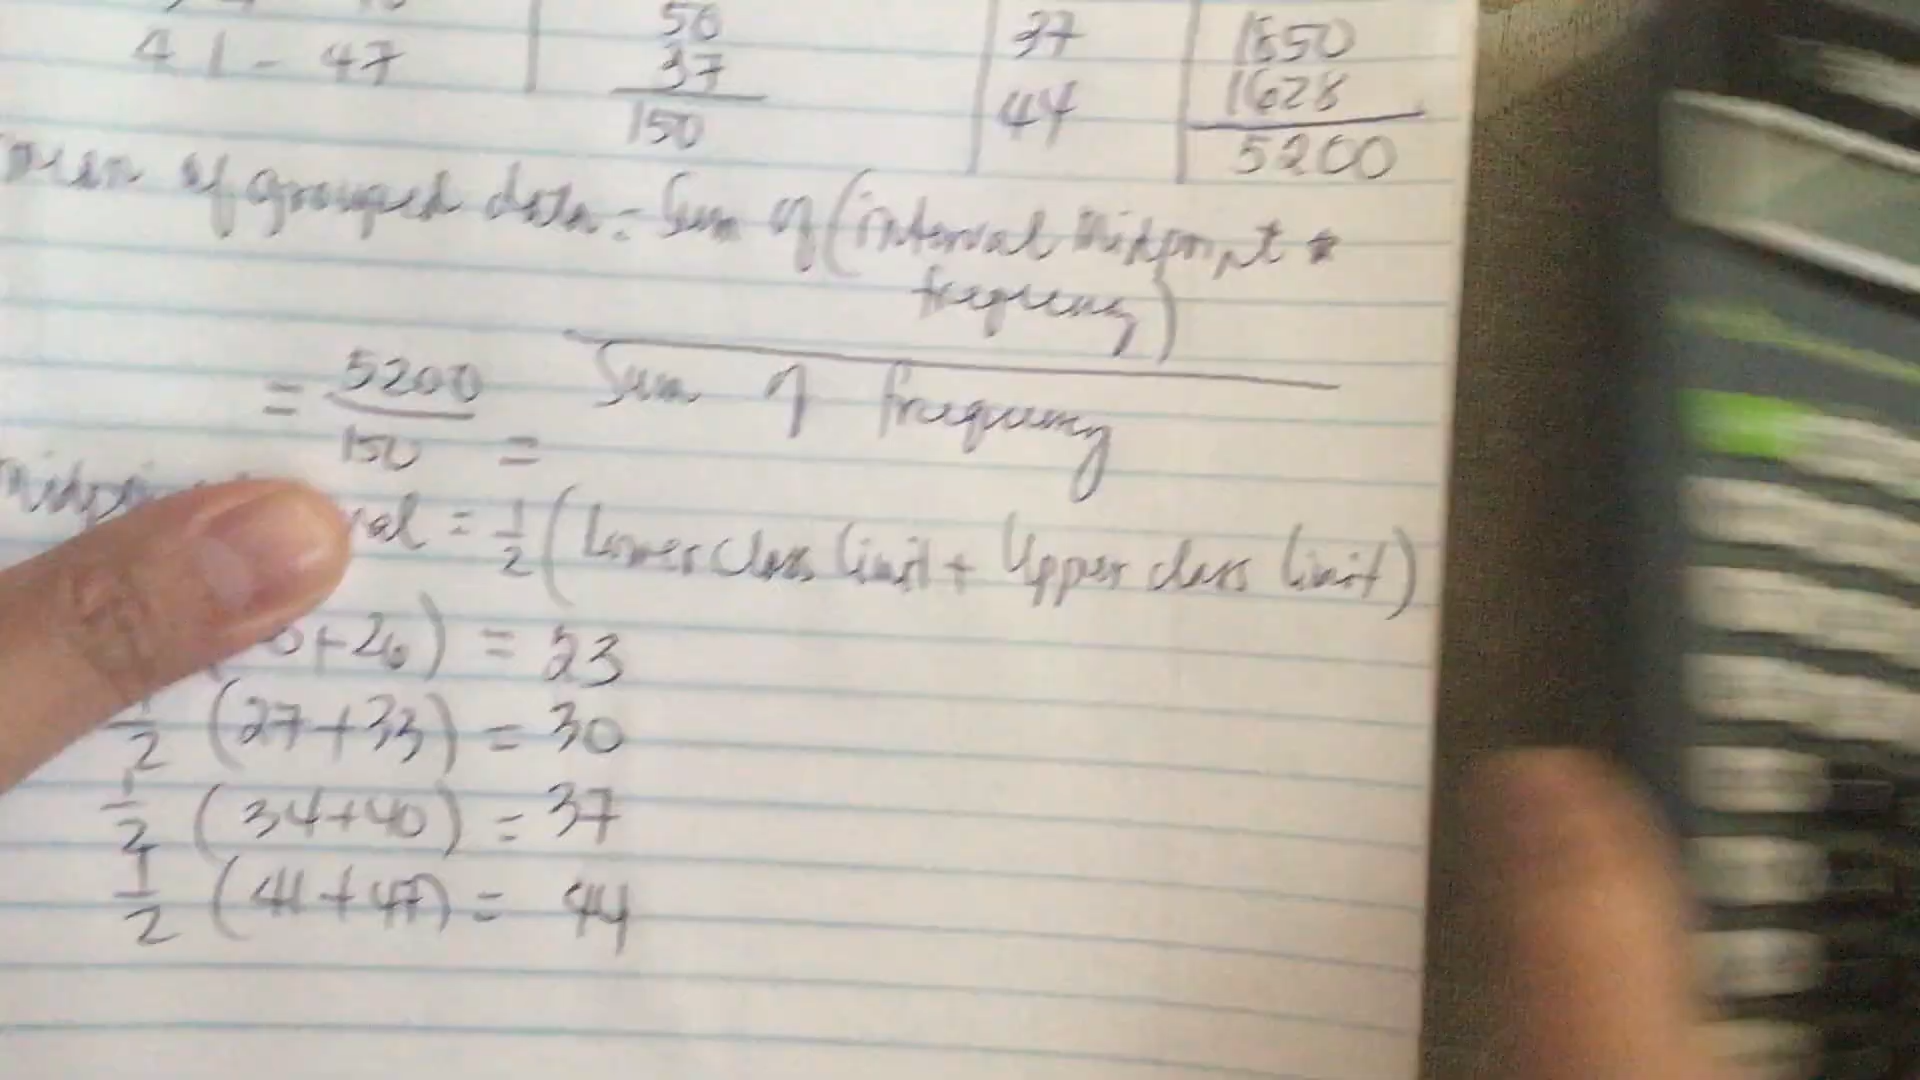 50 37 1850
41 - 47 37 44 1628
150 5200
of grouped data = Sum of (interval midpoint *
frequency)
= 5200 Sum of frequency
150 =
= 1/2 (Lower class limit + Upper class limit)
+26) = 23
1/2 (27+33) = 30
1/2 (34+40) = 37
1/2 (41+47) = 44